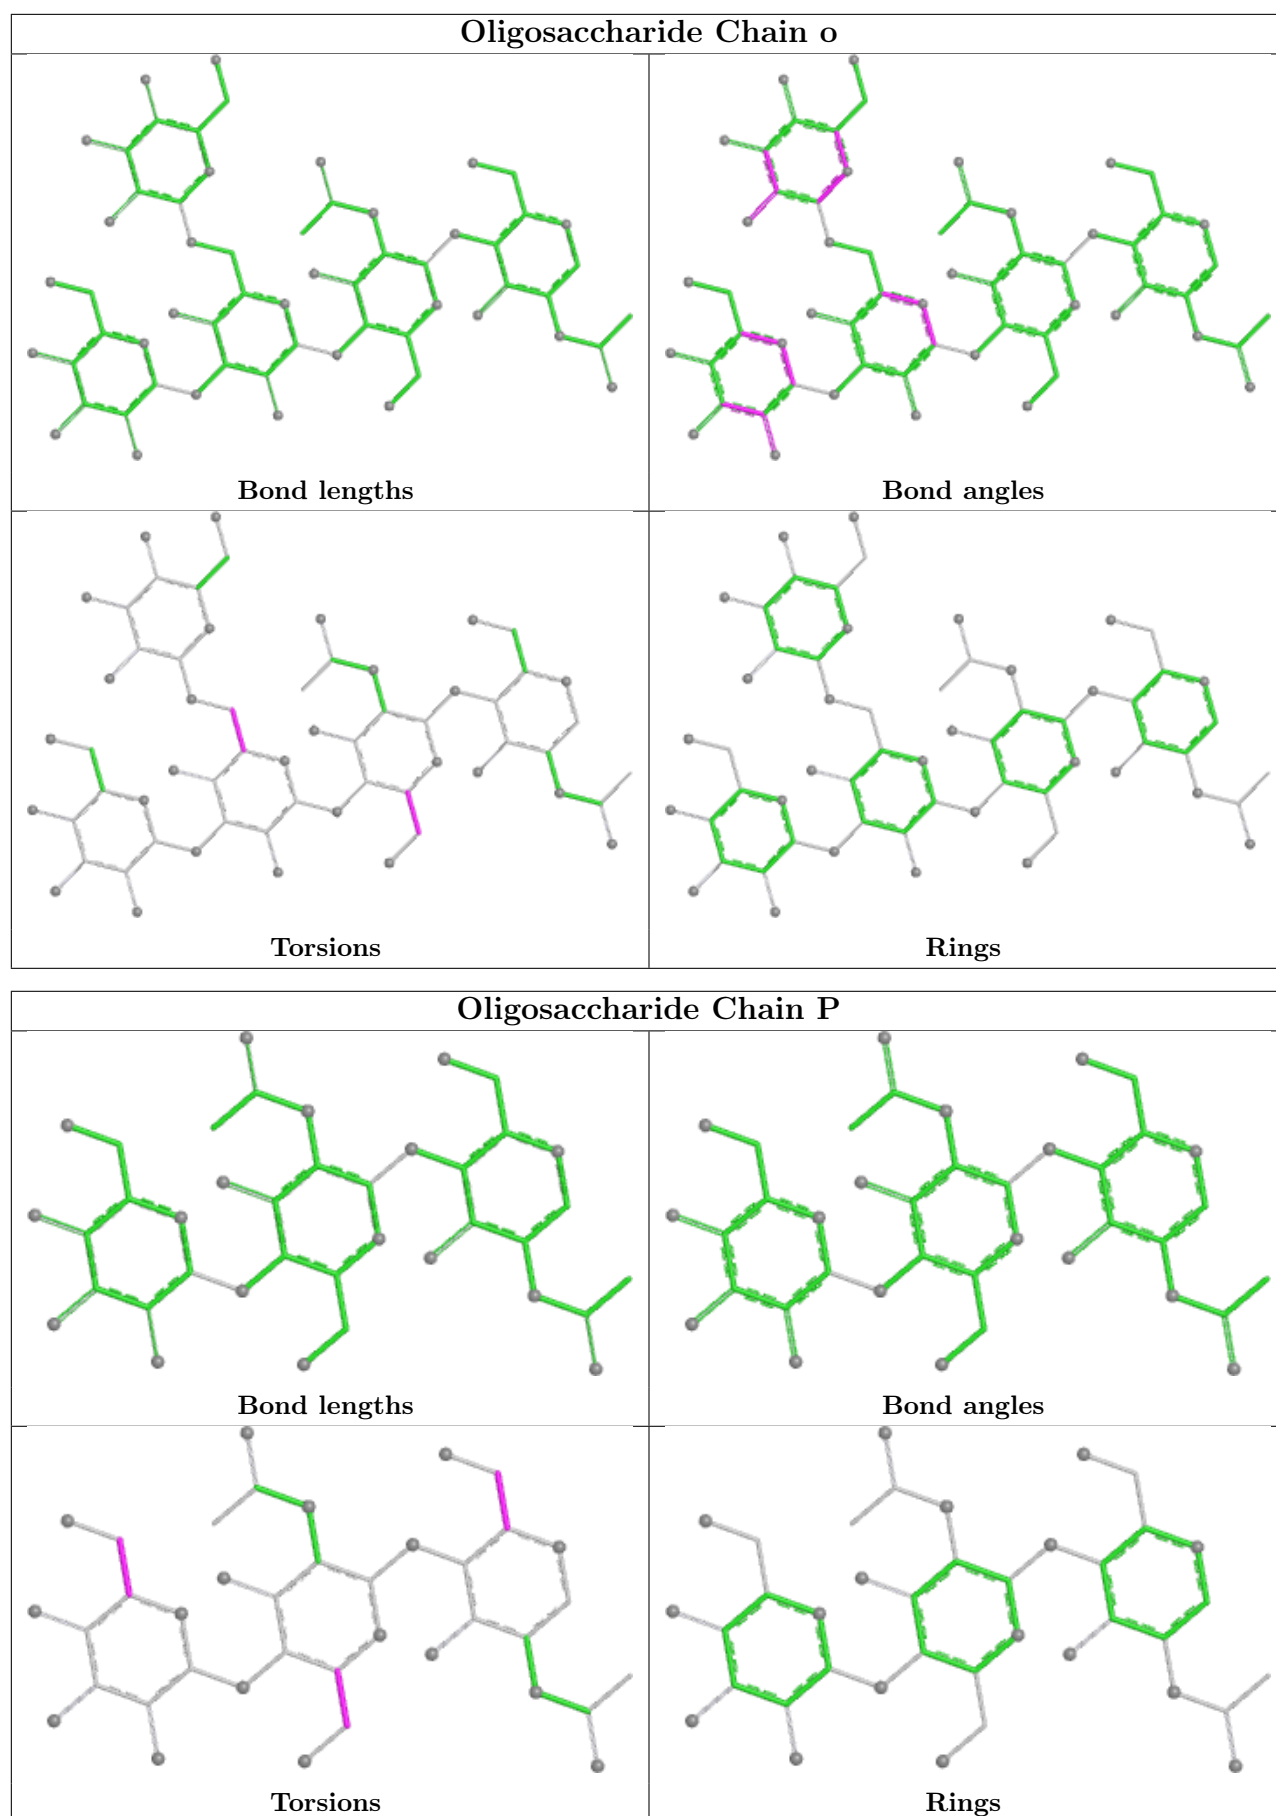 Oligosaccharide Chain o
Bond lengths
Bond angles
Torsions
Rings
Oligosaccharide Chain P
Bond lengths
Bond angles
Torsions
Rings